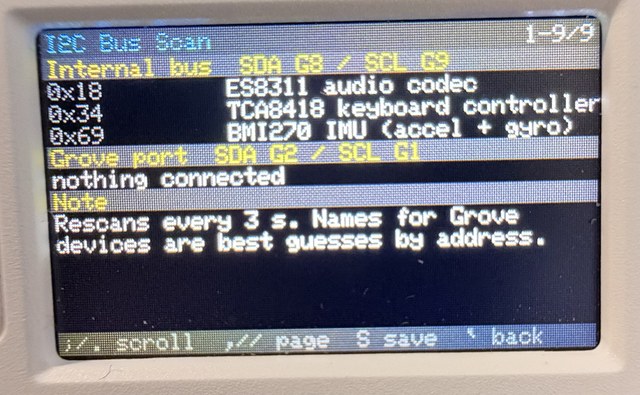 I2C Bus Scan 1-9/9
Internal bus SDA G8 / SCL G9
0x18 ES8311 audio codec
0x34 TCA8418 keyboard controller
0x69 BMI270 IMU (accel + gyro)
Grove port SDA G2 / SCL G1
nothing connected
Note
Rescans every 3 s. Names for Grove
devices are best guesses by address.
;/. scroll ,// page S save ` back